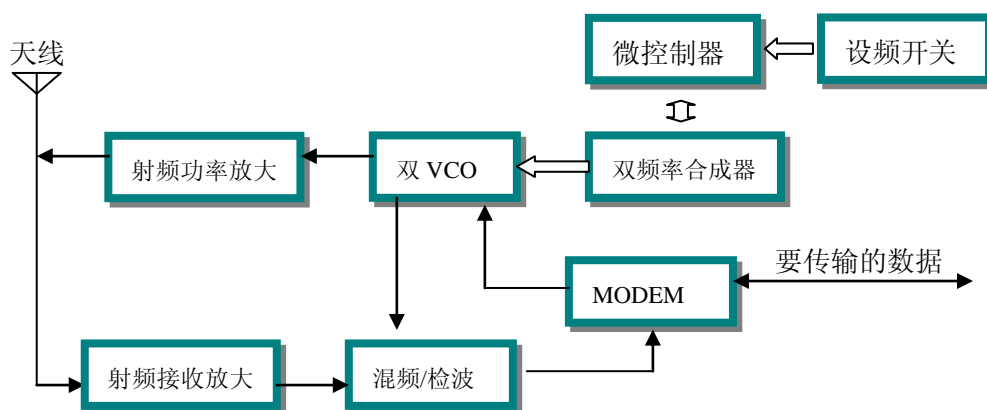 天线
微控制器
设频开关
射频功率放大
双 VCO
双频率合成器
要传输的数据
MODEM
射频接收放大
混频/检波